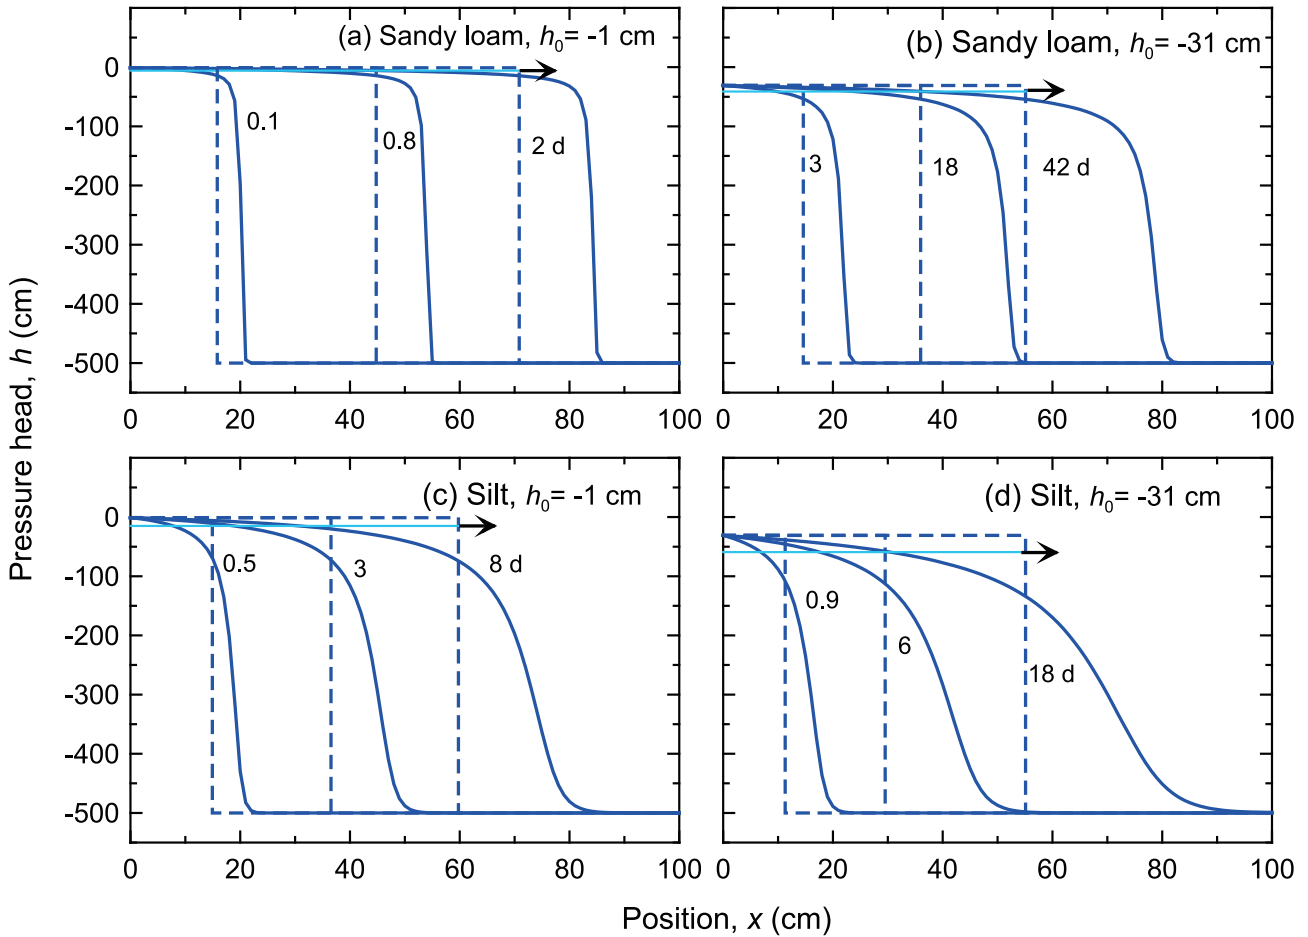 (a) Sandy loam, h0= -1 cm
(b) Sandy loam, h0= -31 cm
0
-100
-200
-300
-400
-500
0.1
0.8
2 d
3
18
42 d
0 20 40 60 80 100
0 20 40 60 80 100
(c) Silt, h0= -1 cm
(d) Silt, h0= -31 cm
0
-100
-200
-300
-400
-500
0.5
3
8 d
0.9
6
18 d
0 20 40 60 80 100
0 20 40 60 80 100
Pressure head, h (cm)
Position, x (cm)